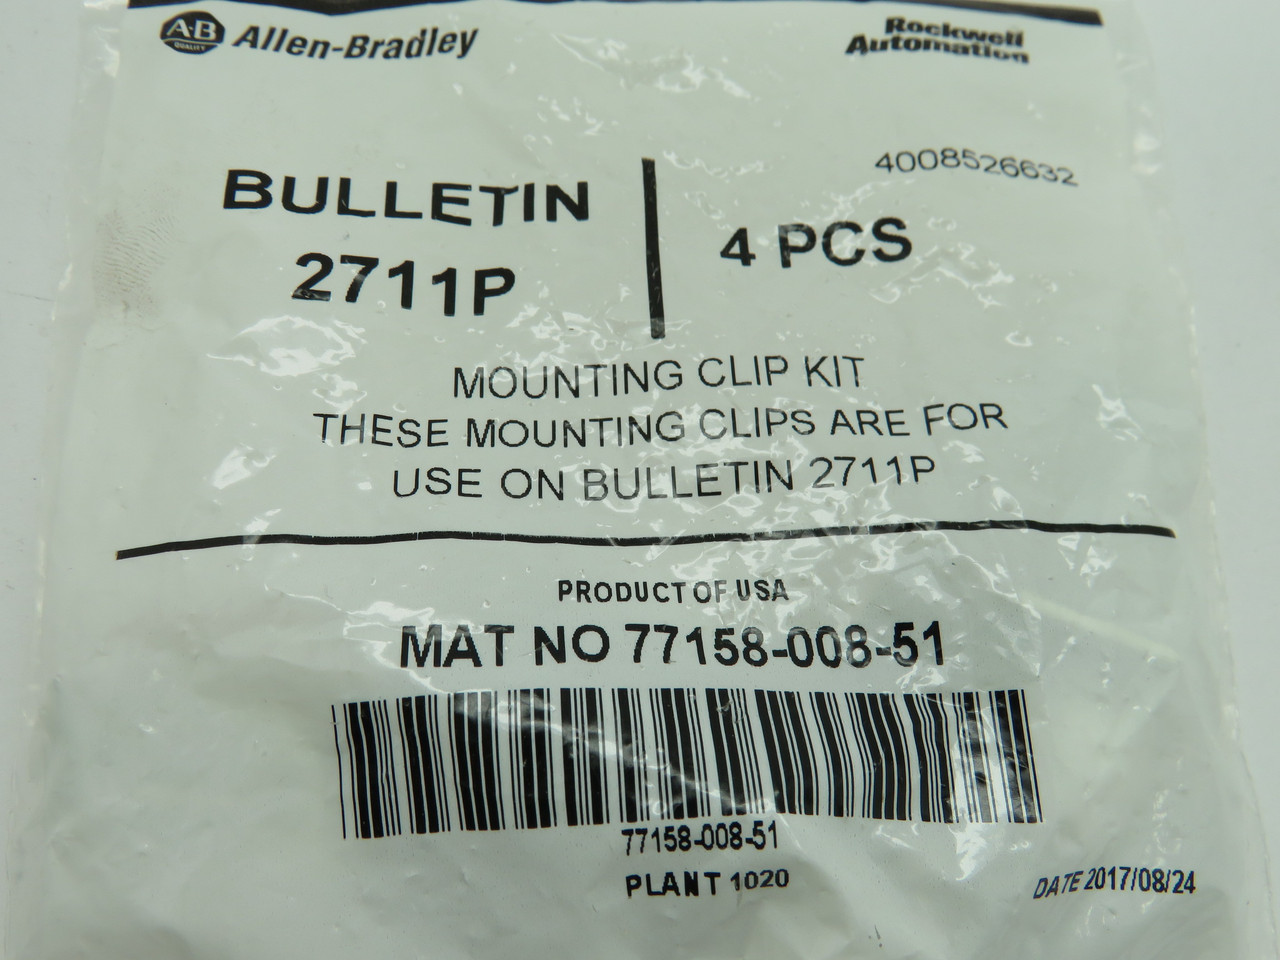 A-B QUALITY Allen-Bradley
Rockwell Automation
4008526632
BULLETIN 2711P
4 PCS
MOUNTING CLIP KIT
THESE MOUNTING CLIPS ARE FOR
USE ON BULLETIN 2711P
PRODUCT OF USA
MAT NO 77158-008-51
77158-008-51
PLANT 1020
DATE 2017/08/24